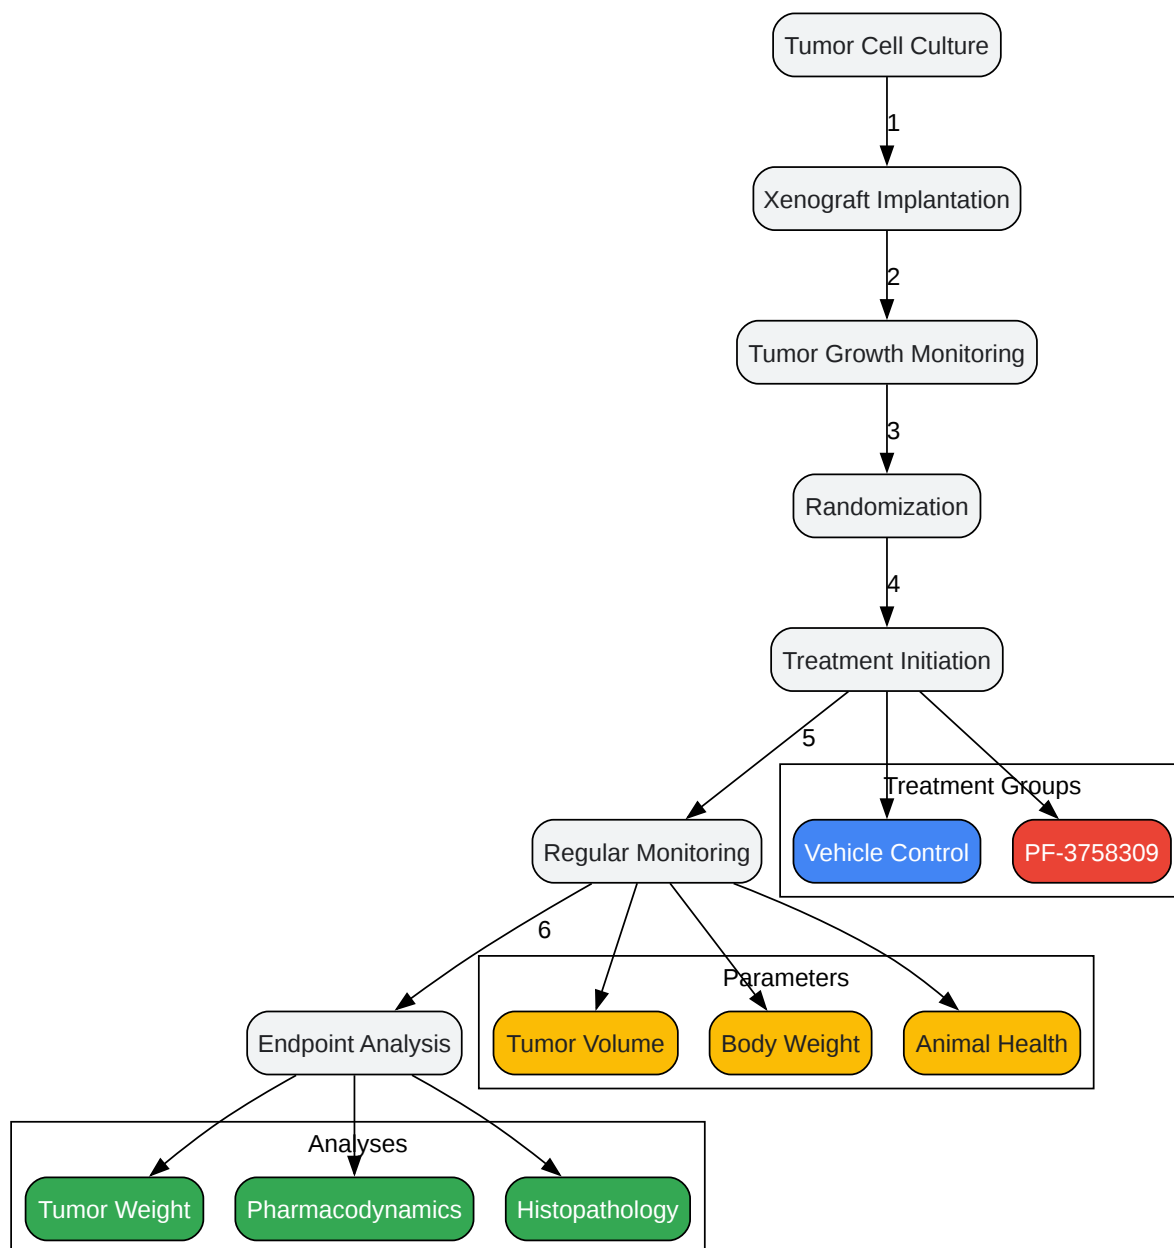 Tumor Cell Culture
1
Xenograft Implantation
2
Tumor Growth Monitoring
3
Randomization
4
Treatment Initiation
5
Treatment Groups
Regular Monitoring
Vehicle Control
PF-3758309
6
Parameters
Endpoint Analysis
Tumor Volume
Body Weight
Animal Health
Analyses
Tumor Weight
Pharmacodynamics
Histopathology